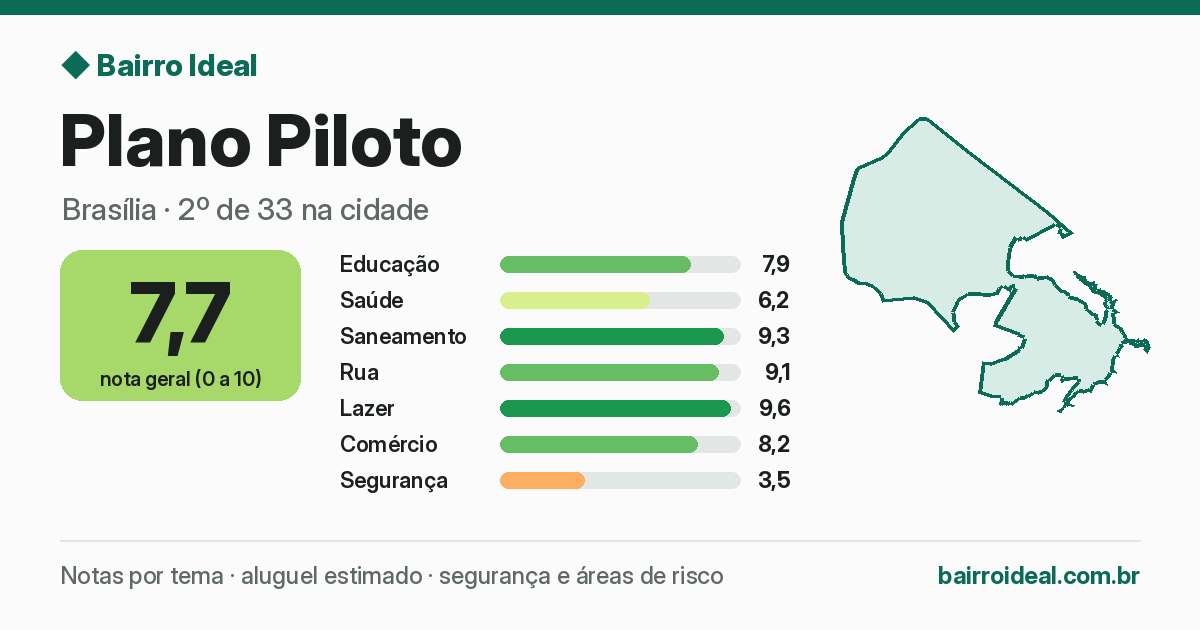 Bairro Ideal
Plano Piloto
Brasília · 2º de 33 na cidade
7,7
nota geral (0 a 10)
Educação 7,9
Saúde 6,2
Saneamento 9,3
Rua 9,1
Lazer 9,6
Comércio 8,2
Segurança 3,5
Notas por tema · aluguel estimado · segurança e áreas de risco
bairroideal.com.br